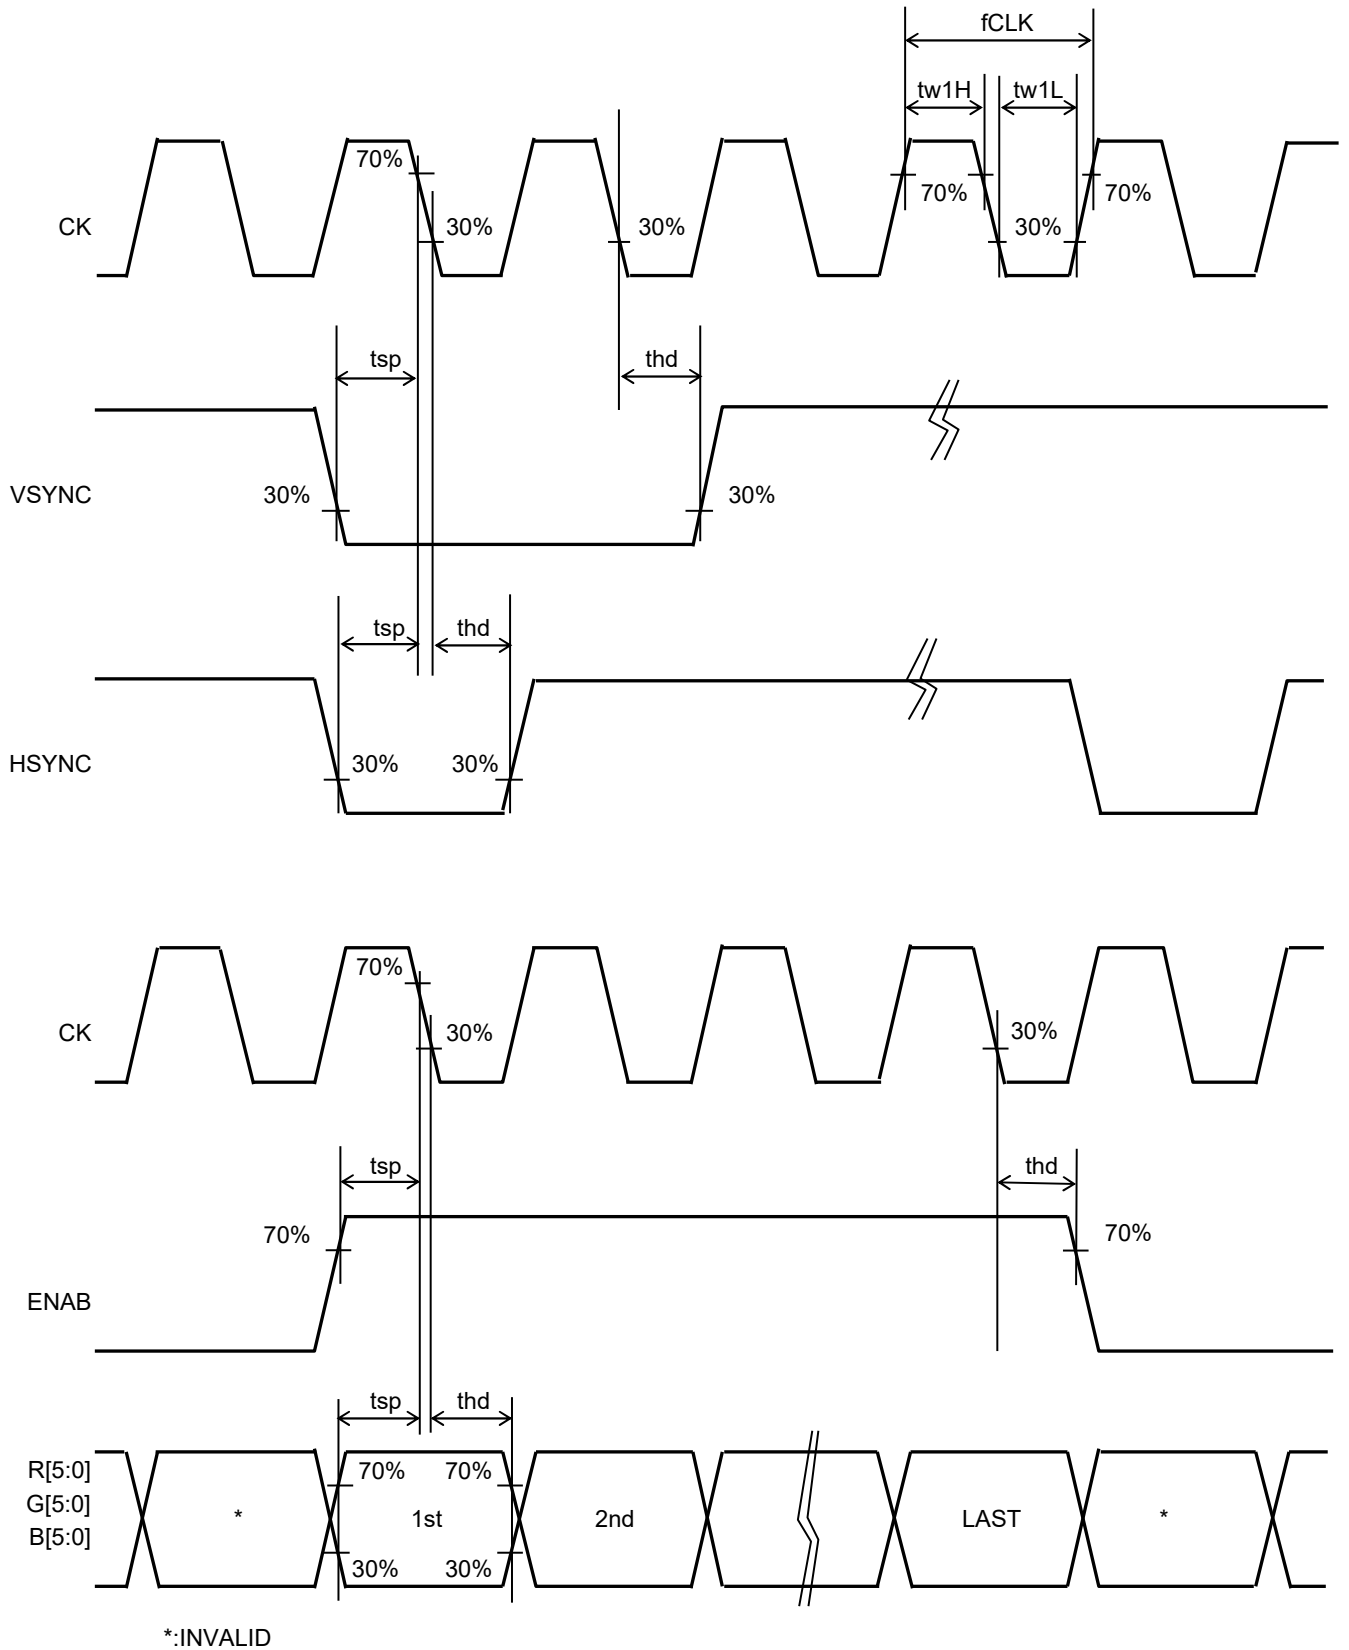 fCLK
tw1H tw1L
70%
70% 70%
CK 30% 30% 30%
tsp thd
VSYNC 30% 30%
tsp thd
HSYNC 30% 30%
70%
CK 30% 30%
tsp thd
70% 70%
ENAB
tsp thd
R[5:0] 70% 70%
G[5:0] * 1st 2nd LAST *
B[5:0]
30% 30%
*:INVALID